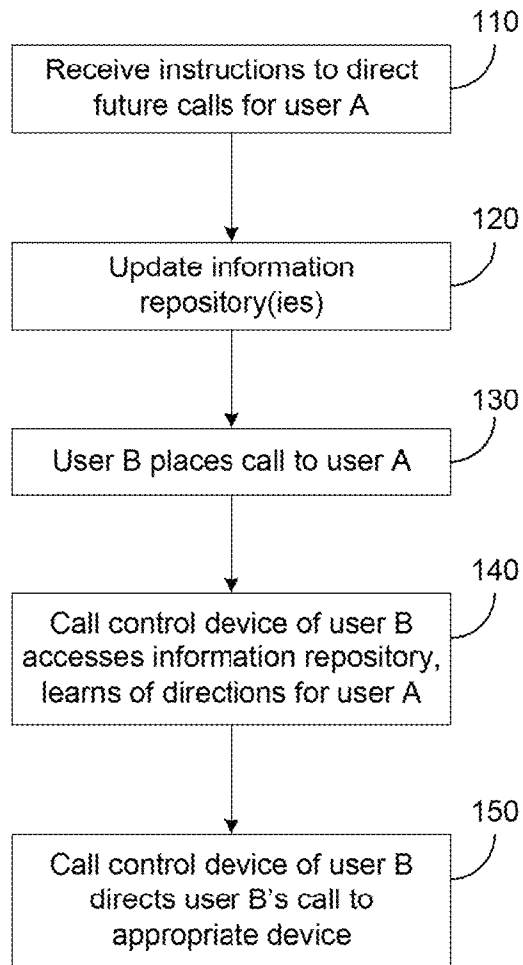 110
Receive instructions to direct
future calls for user A
120
Update information
repository(ies)
130
User B places call to user A
140
Call control device of user B
accesses information repository,
learns of directions for user A
150
Call control device of user B
directs user B's call to
appropriate device